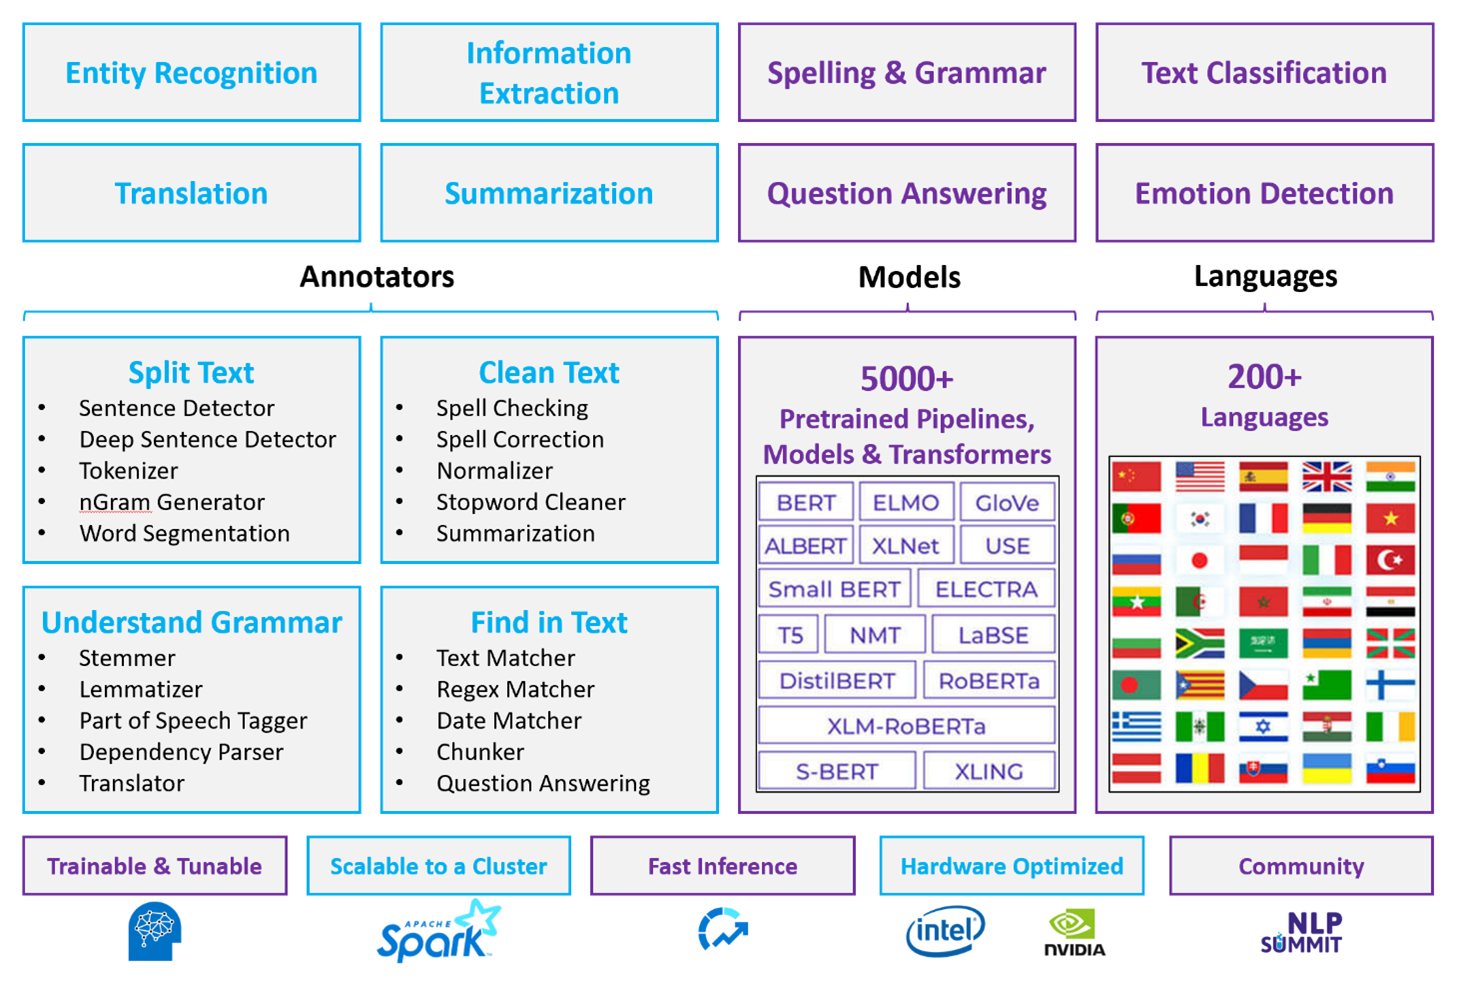 Entity Recognition
Information
Extraction
Spelling & Grammar
Text Classification
Translation
Summarization
Question Answering
Emotion Detection
Annotators
Models
Languages
Split Text
• Sentence Detector
• Deep Sentence Detector
• Tokenizer
• nGram Generator
• Word Segmentation
Clean Text
• Spell Checking
• Spell Correction
• Normalizer
• Stopword Cleaner
• Summarization
Understand Grammar
• Stemmer
• Lemmatizer
• Part of Speech Tagger
• Dependency Parser
• Translator
Find in Text
• Text Matcher
• Regex Matcher
• Date Matcher
• Chunker
• Question Answering
5000+
Pretrained Pipelines,
Models & Transformers
BERT
ELMO
GloVe
ALBERT
XLNet
USE
Small BERT
ELECTRA
T5
NMT
LaBSE
DistilBERT
RoBERTa
XLM-RoBERTa
S-BERT
XLING
200+
Languages
Trainable & Tunable
Scalable to a Cluster
Fast Inference
Hardware Optimized
Community
APACHE
Spark
intel
NVIDIA
NLP
SUMMIT